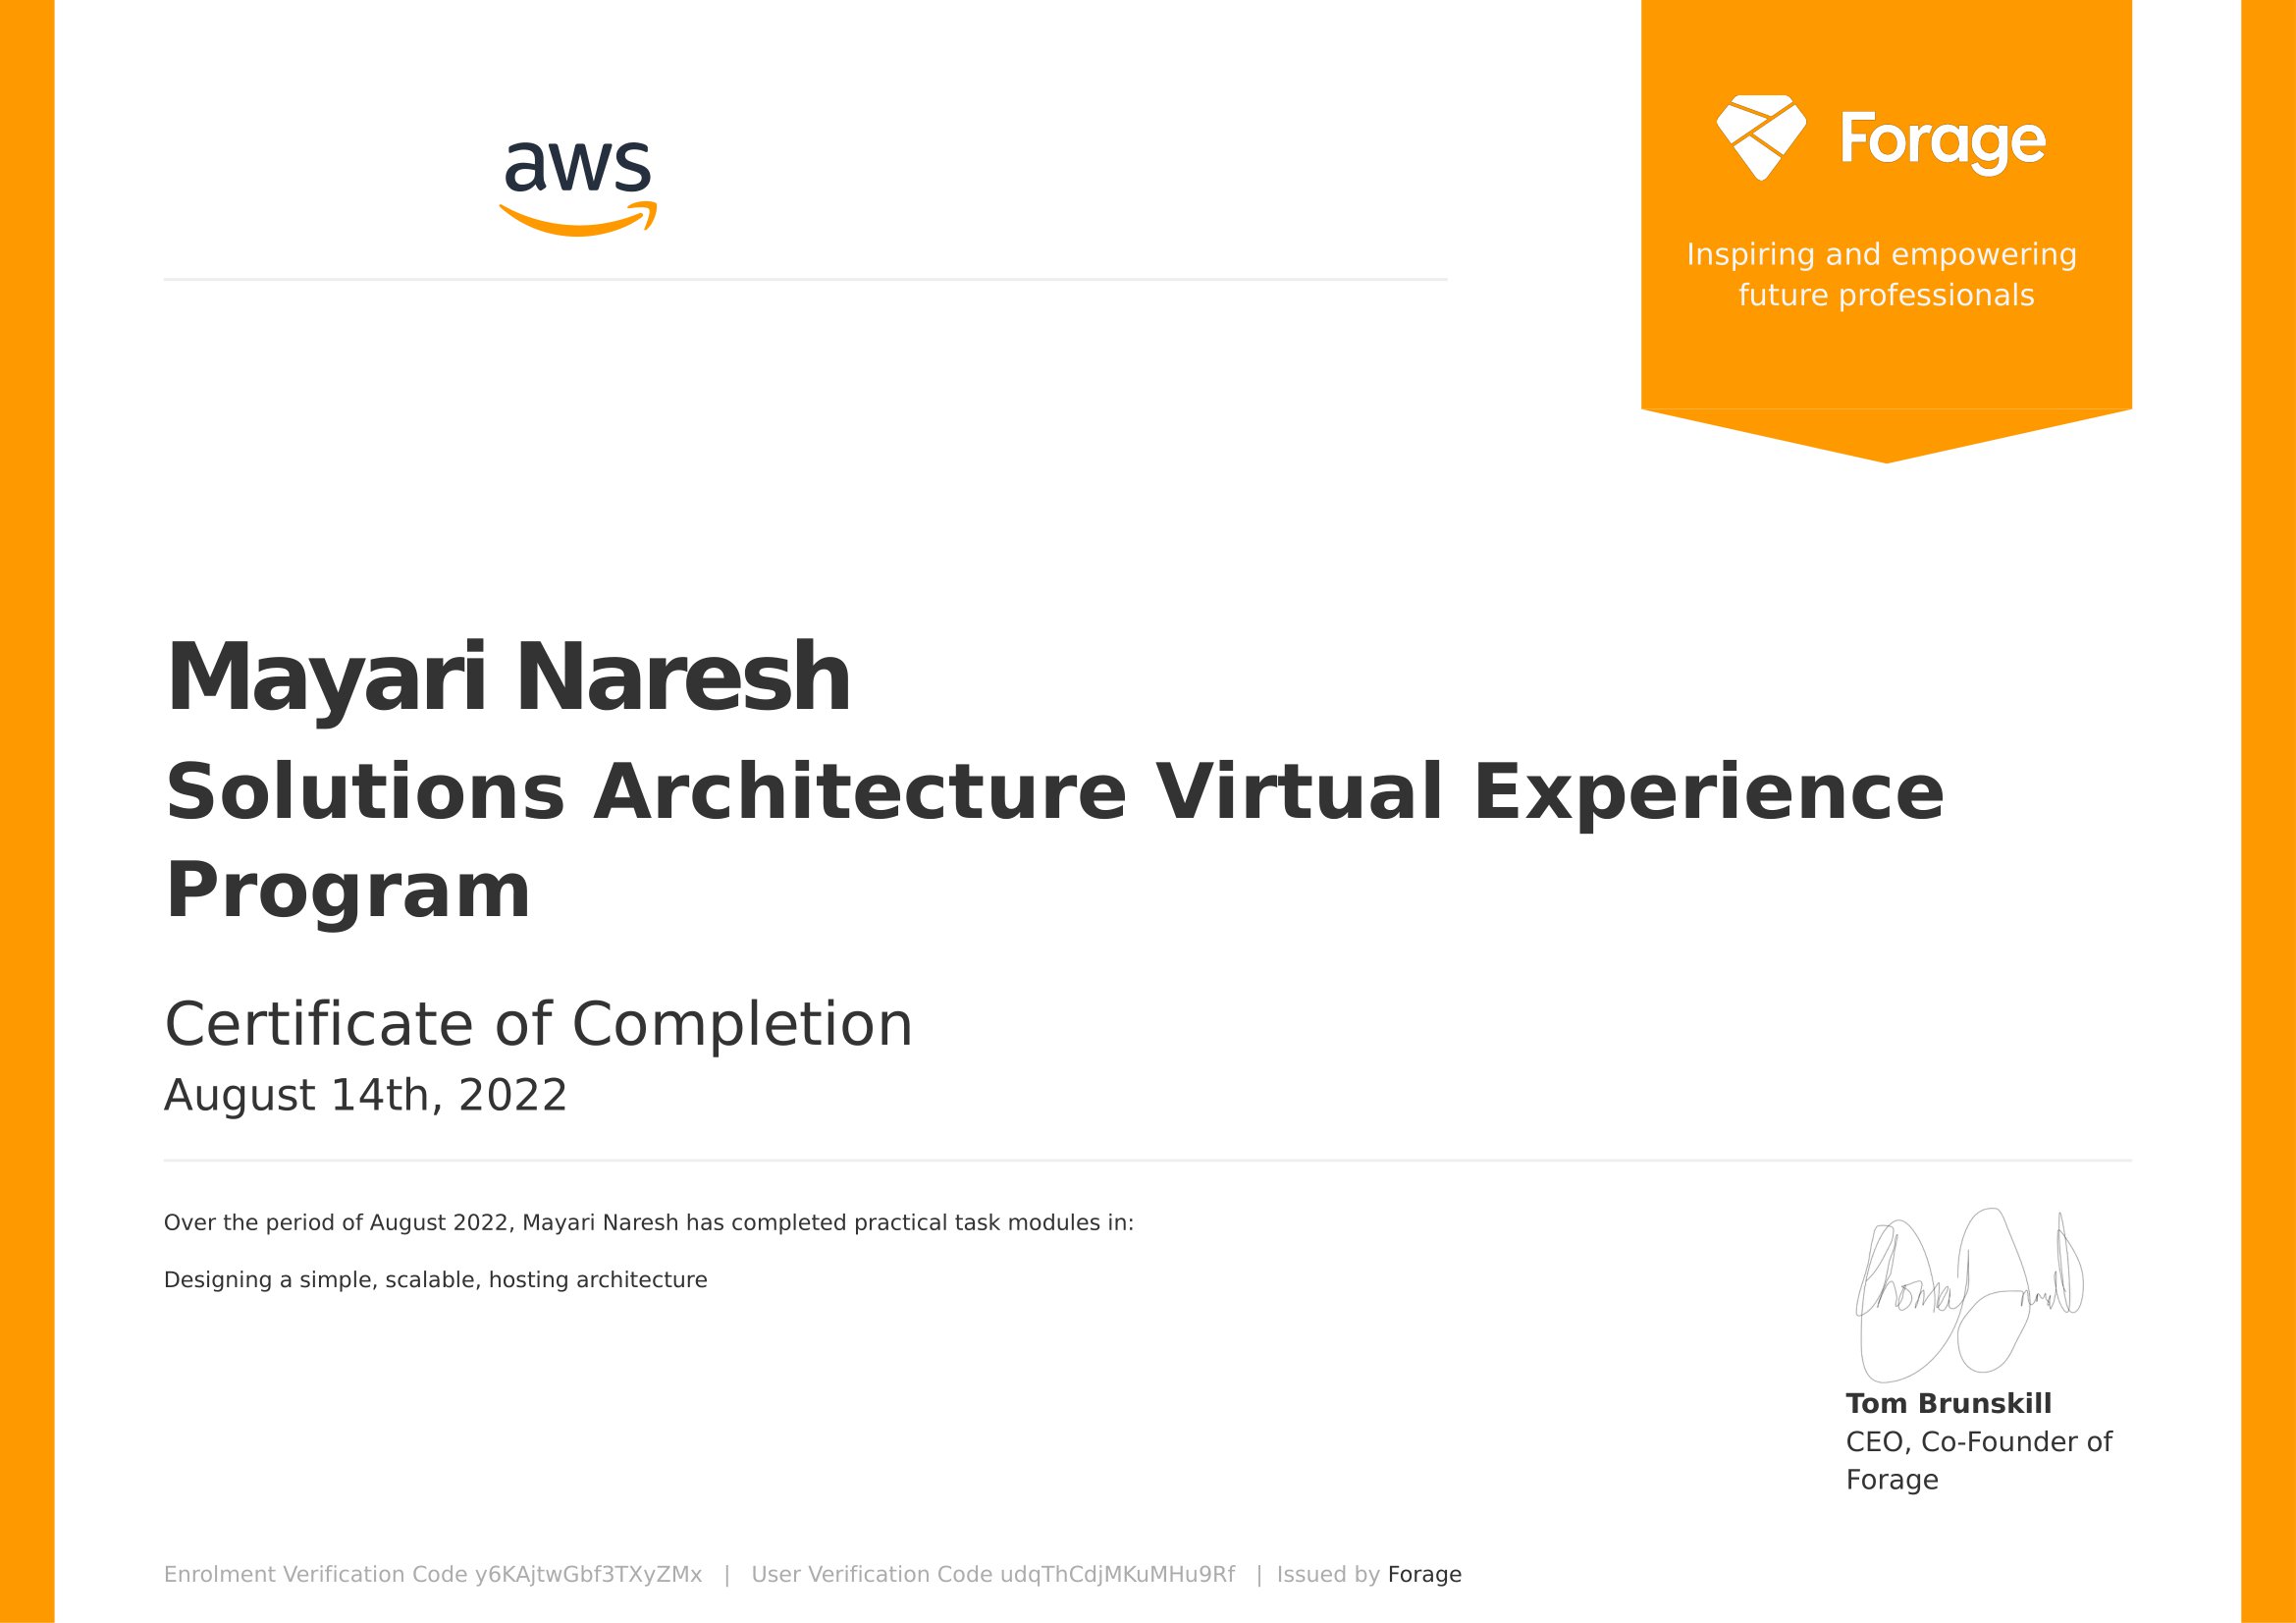 aws
Forage
Inspiring and empowering
future professionals
Mayari Naresh
Solutions Architecture Virtual Experience
Program
Certificate of Completion
August 14th, 2022
Over the period of August 2022, Mayari Naresh has completed practical task modules in:
Designing a simple, scalable, hosting architecture
Tom Brunskill
CEO, Co-Founder of
Forage
Enrolment Verification Code y6KAjtwGbf3TXyZMx | User Verification Code udqThCdjMKuMHu9Rf | Issued by Forage